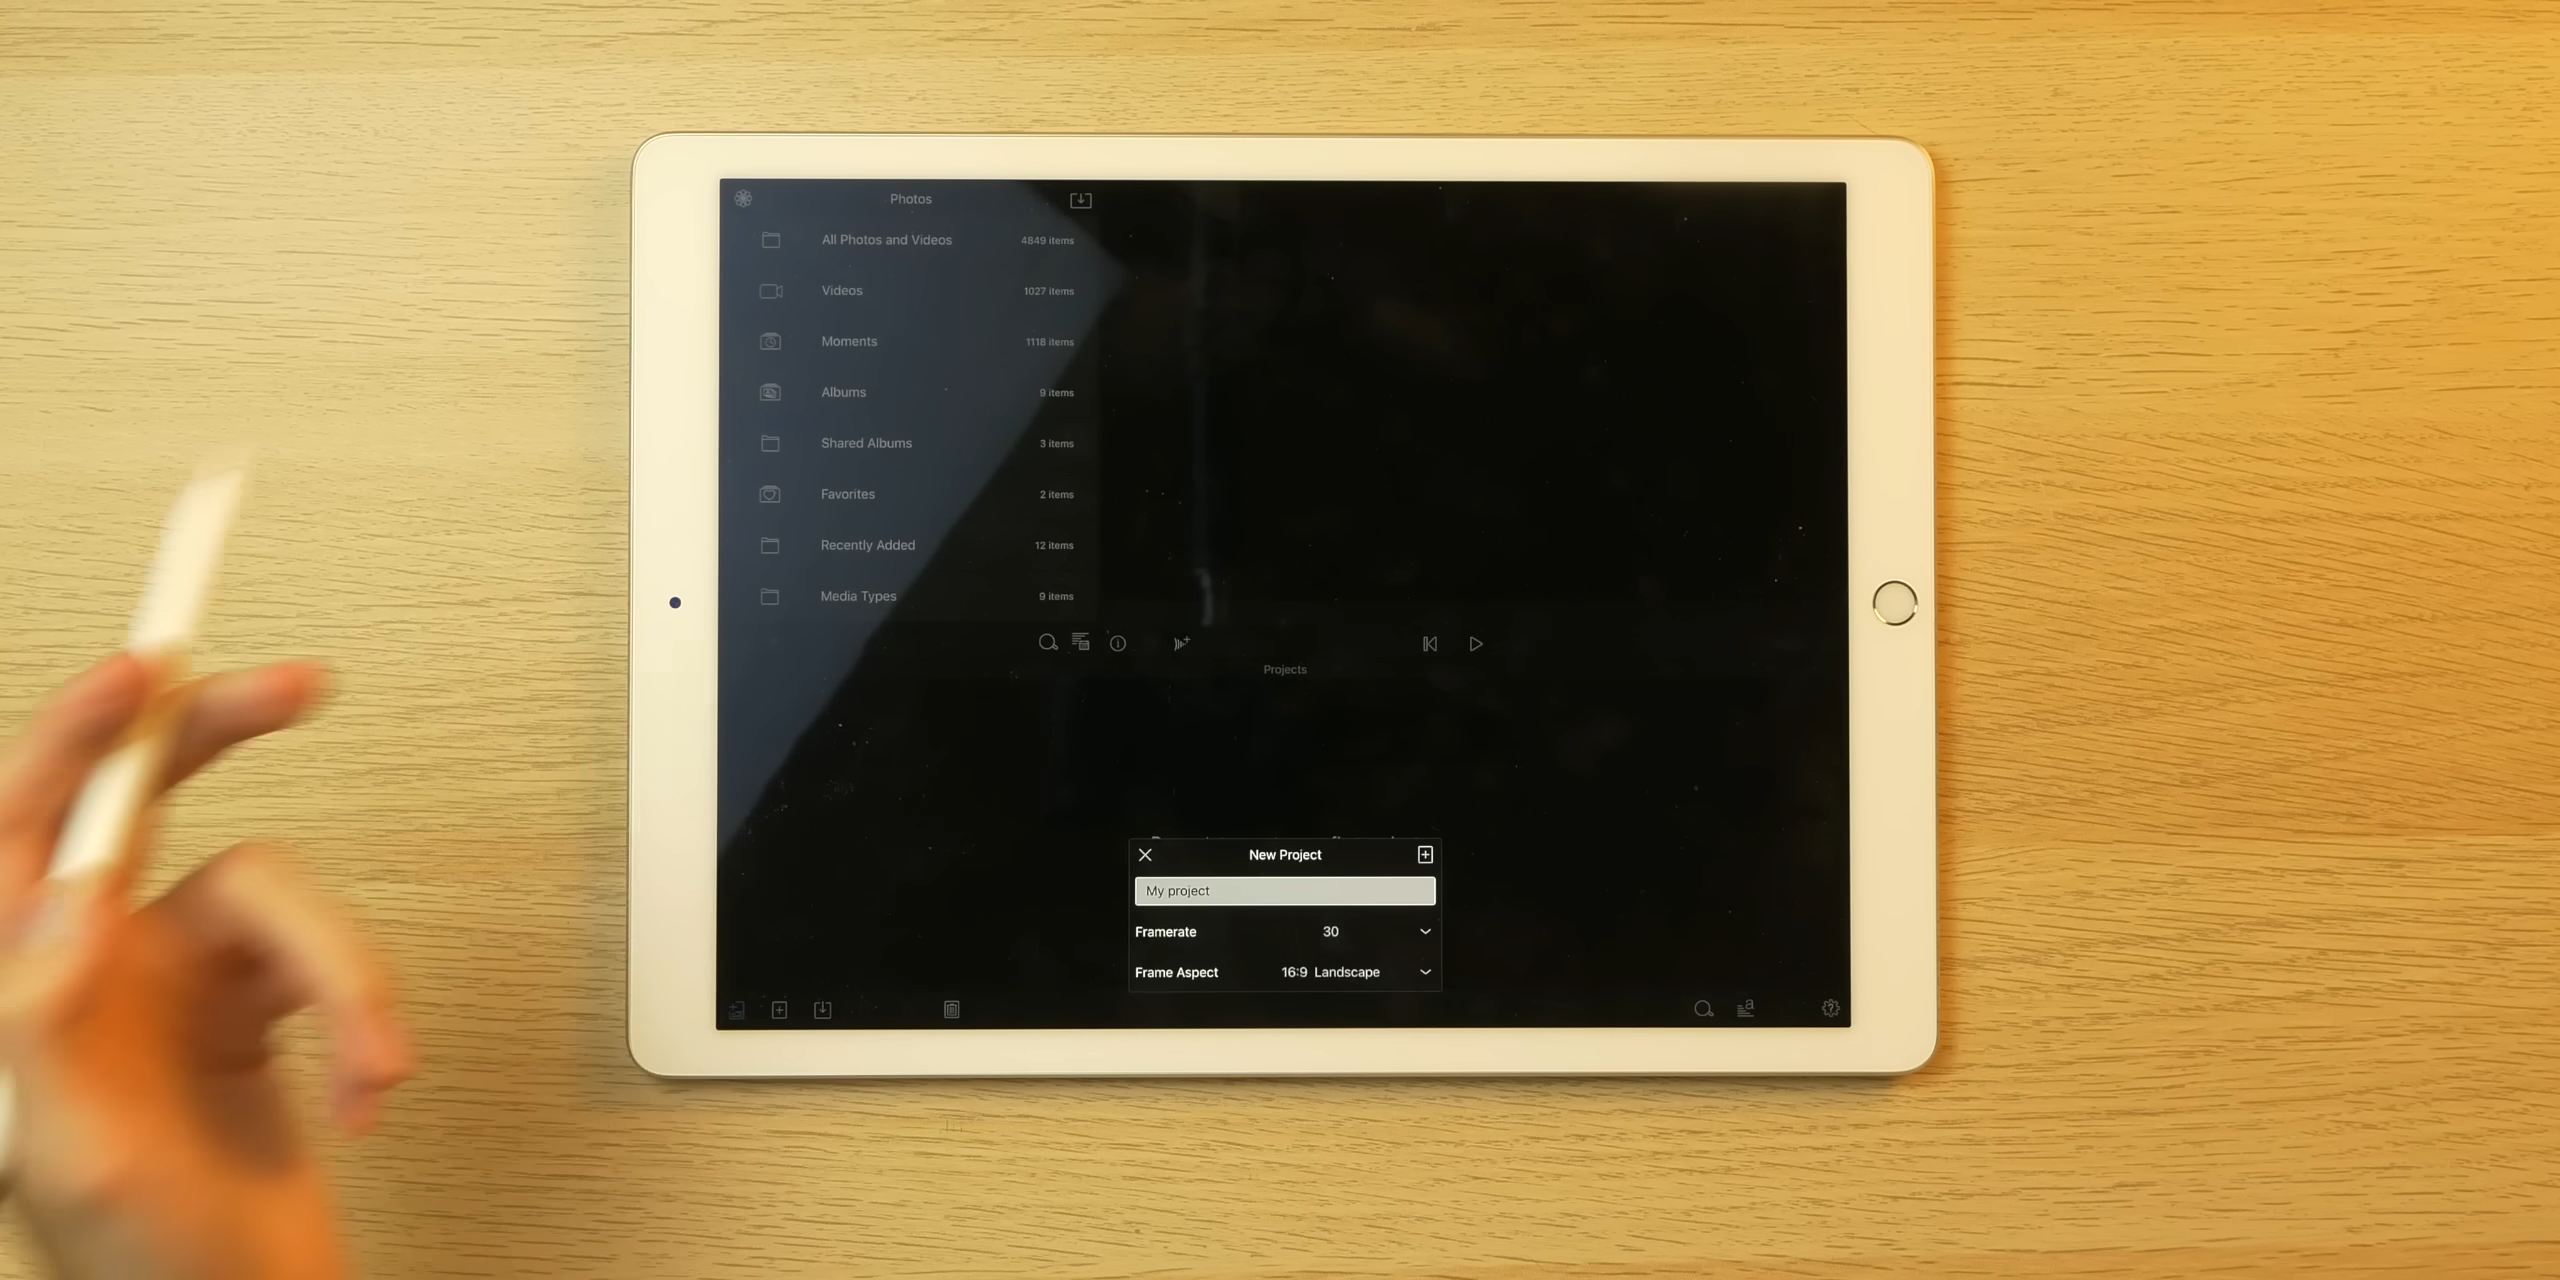 Photos
All Photos and Videos 4849 items
Videos 1027 items
Moments 1118 items
Albums 9 items
Shared Albums 3 items
Favorites 2 items
Recently Added 12 items
Media Types 9 items
Projects
New Project
My project
Framerate 30
Frame Aspect 16:9 Landscape